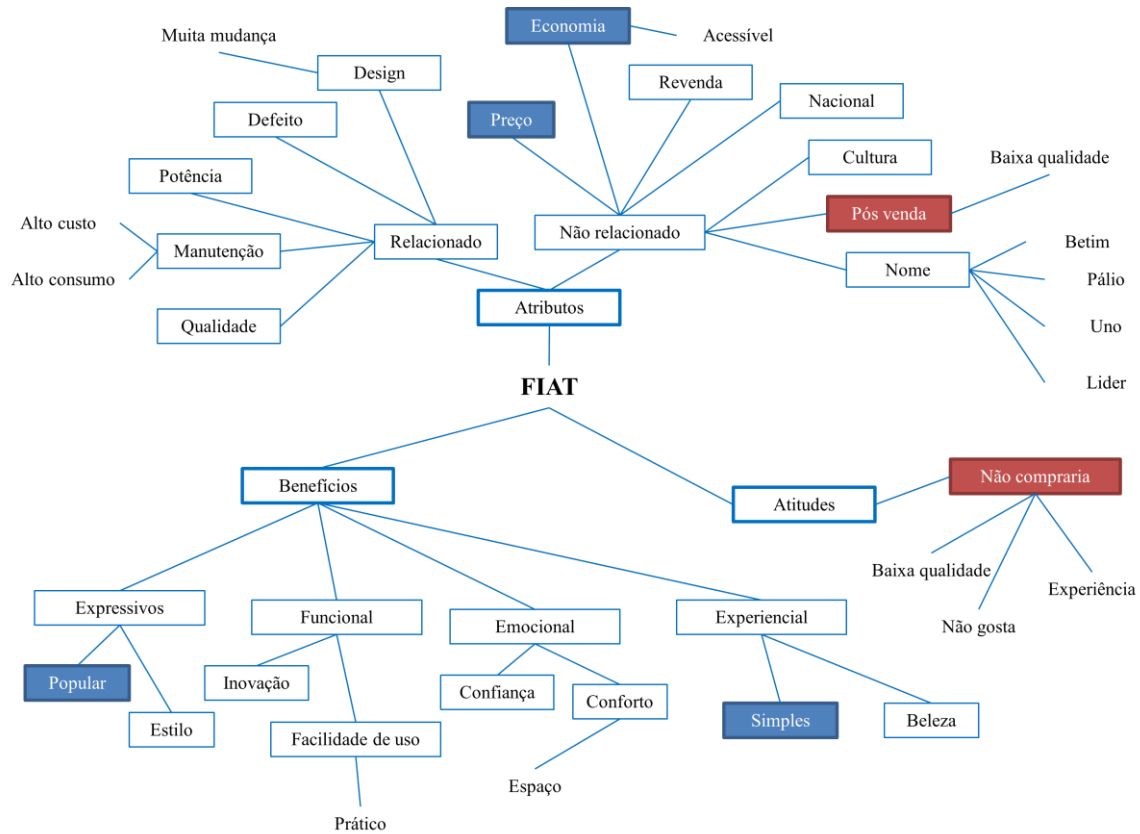 Economia
Muita mudança
Acessível
Design
Revenda
Nacional
Defeito
Preço
Cultura
Baixa qualidade
Potência
Pós venda
Alto custo
Manutenção
Relacionado
Não relacionado
Betim
Nome
Alto consumo
Pálio
Atributos
Qualidade
Uno
FIAT
Lider
Benefícios
Não compraria
Atitudes
Baixa qualidade
Experiência
Expressivos
Funcional
Emocional
Experiencial
Não gosta
Popular
Inovação
Confiança
Conforto
Simples
Beleza
Estilo
Facilidade de uso
Espaço
Prático